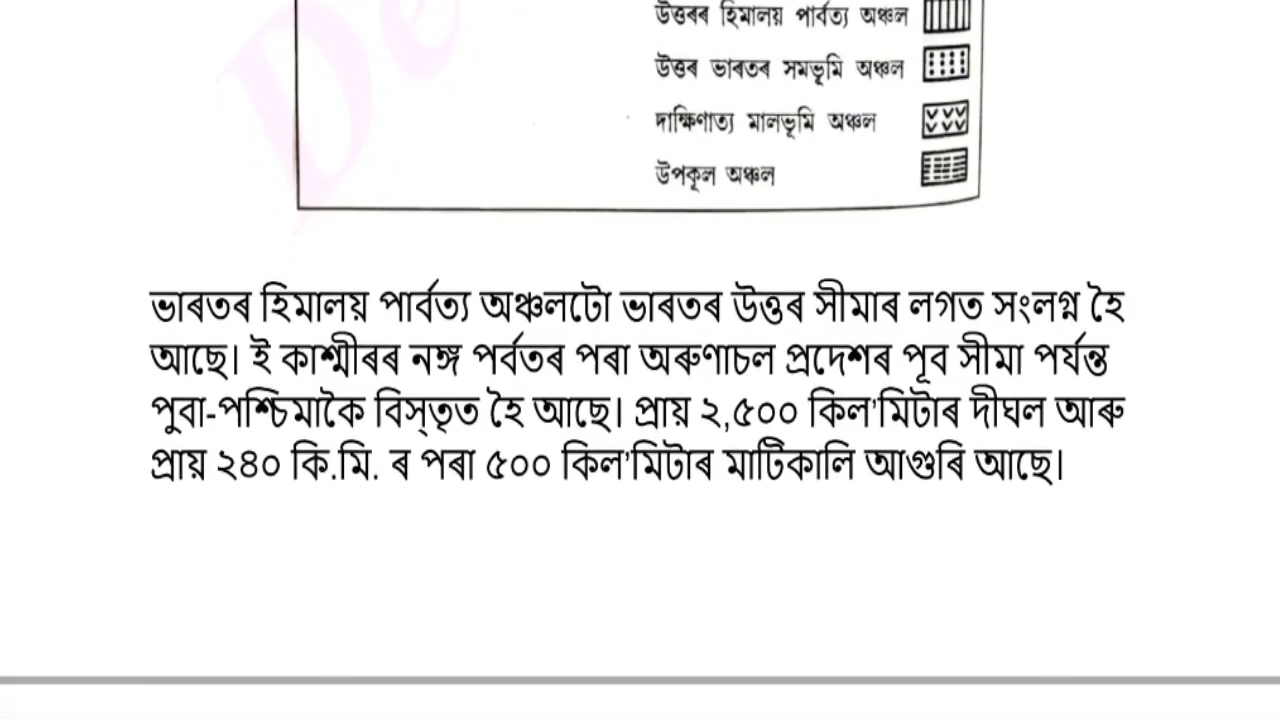 উত্তৰৰ হিমালয় পাৰ্বত্য অঞ্চল
উত্তৰ ভাৰতৰ সমভূমি অঞ্চল
দাক্ষিণাত্য মালভূমি অঞ্চল
উপকূল অঞ্চল
ভাৰতৰ হিমালয় পাৰ্বত্য অঞ্চলটো ভাৰতৰ উত্তৰ সীমাৰ লগত সংলগ্ন হৈ
আছে। ই কাশ্মীৰৰ নঙ্গ পৰ্বতৰ পৰা অৰুণাচল প্ৰদেশৰ পূব সীমা পৰ্যন্ত
পুবা-পশ্চিমাকৈ বিস্তৃত হৈ আছে। প্ৰায় ২,৫০০ কিল'মিটাৰ দীঘল আৰু
প্ৰায় ২৪০ কি.মি. ৰ পৰা ৫০০ কিল'মিটাৰ মাটিকালি আগুৰি আছে।